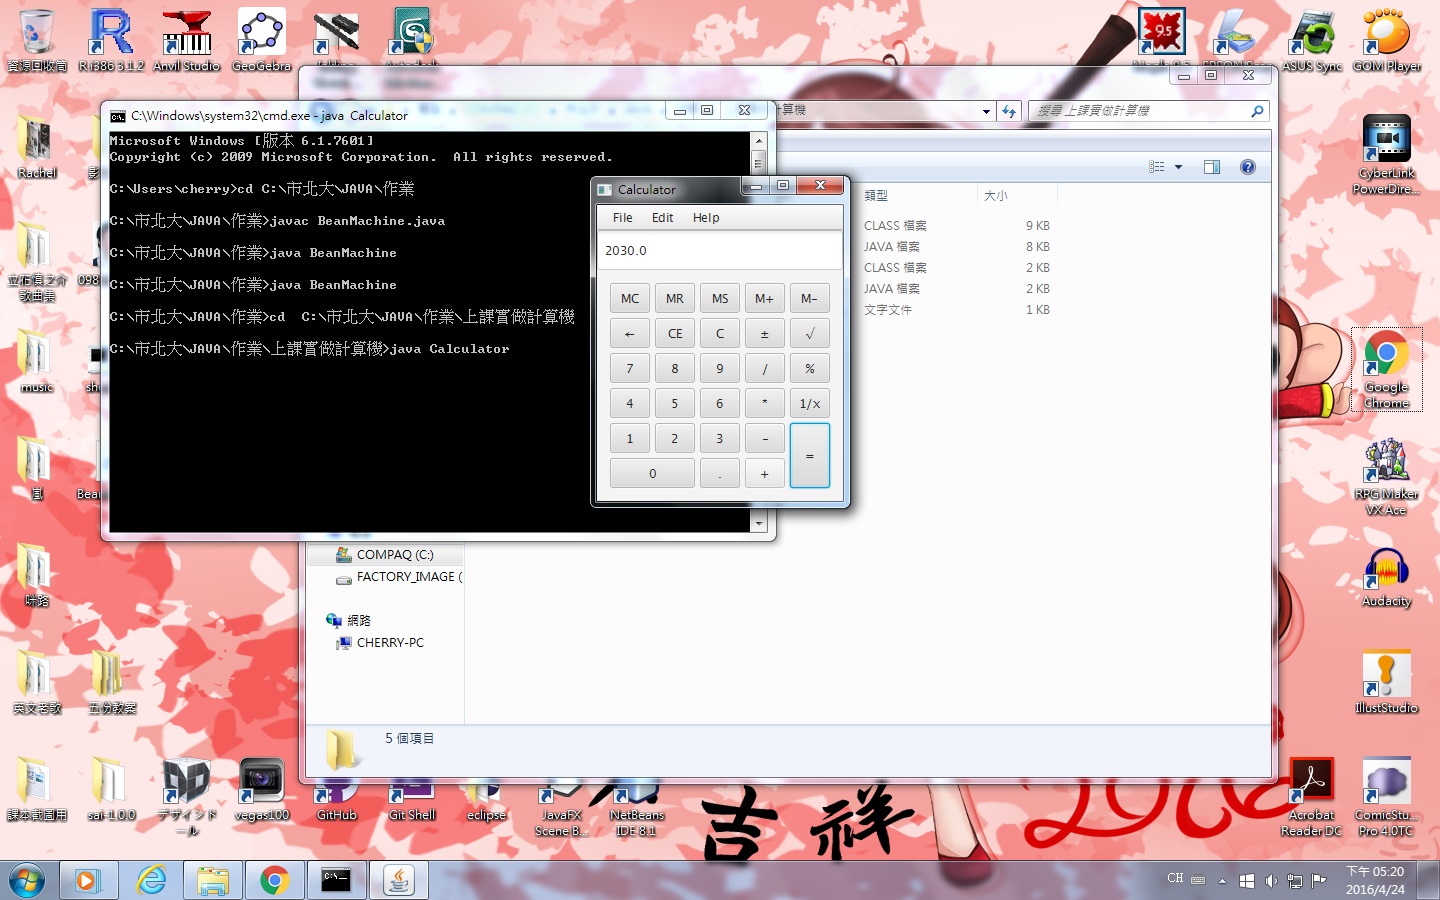 資源回收筒
R i386 3.1.2
Anvil Studio
GeoGebra
ASUS Sync
GOM Player
Rachel
music
嵐
咪路
英文老歌
五份教案
課本截圖用
sai-1.0.0
デザインドール
vegas100
GitHub
Git Shell
eclipse
JavaFX
Scene B...
NetBeans
IDE 8.1
CyberLink
PowerDire...
Google
Chrome
RPG Maker
VX Ace
Audacity
IllustStudio
Acrobat
Reader DC
ComicStu...
Pro 4.0TC
C:\Windows\system32\cmd.exe - java Calculator
Microsoft Windows [版本 6.1.7601]
Copyright (c) 2009 Microsoft Corporation.  All rights reserved.
C:\Users\cherry>cd C:\市北大\JAVA\作業
C:\市北大\JAVA\作業>javac BeanMachine.java
C:\市北大\JAVA\作業>java BeanMachine
C:\市北大\JAVA\作業>java BeanMachine
C:\市北大\JAVA\作業>cd  C:\市北大\JAVA\作業\上課實做計算機
C:\市北大\JAVA\作業\上課實做計算機>java Calculator
Calculator
File Edit Help
2030.0
MC MR MS M+ M-
← CE C ± √
7 8 9 / %
4 5 6 * 1/x
1 2 3 - =
0 . +
計算機
搜尋 上課實做計算機
類型 大小
CLASS 檔案 9 KB
JAVA 檔案 8 KB
CLASS 檔案 2 KB
JAVA 檔案 2 KB
文字文件 1 KB
COMPAQ (C:)
FACTORY_IMAGE (
網路
CHERRY-PC
5 個項目
吉祥
CH
下午 05:20
2016/4/24